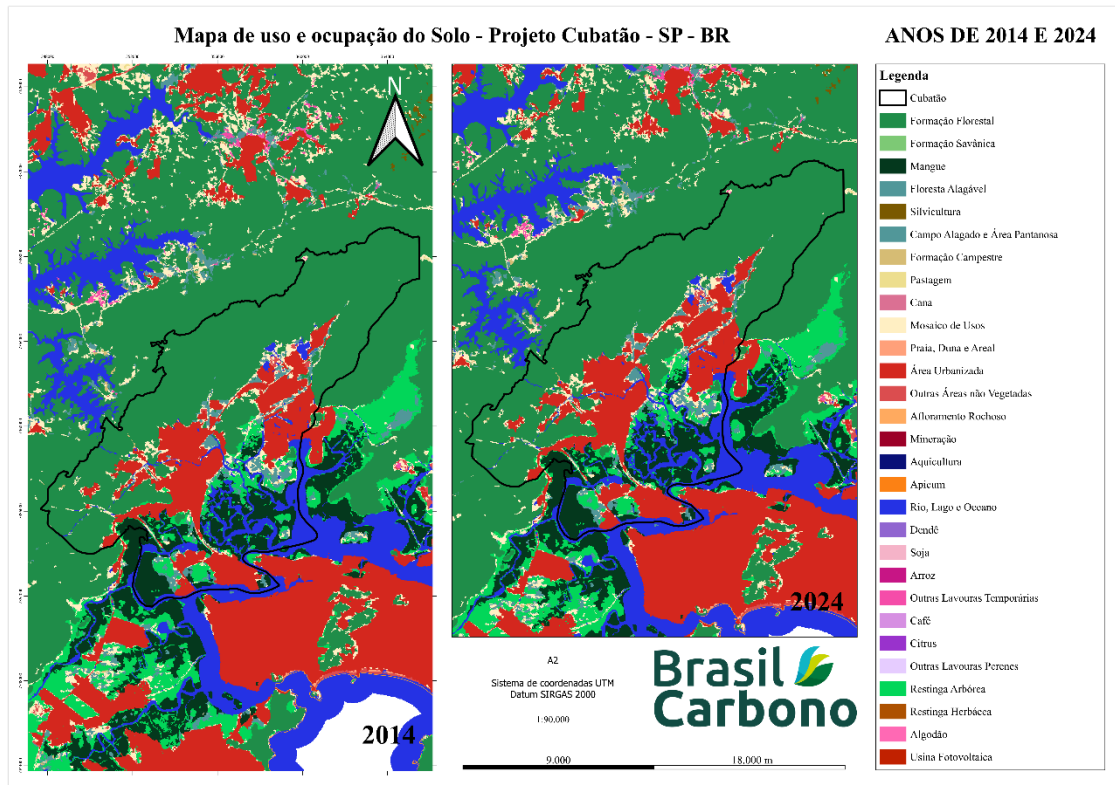 Mapa de uso e ocupação do Solo - Projeto Cubatão - SP - BR
ANOS DE 2014 E 2024
N
2014
2024
A2
Sistema de coordenadas UTM
Datum SIRGAS 2000
1:90.000
Brasil
Carbono
9.000
18.000 m
Legenda
Cubatão
Formação Florestal
Formação Savânica
Mangue
Floresta Alagável
Silvicultura
Campo Alagado e Área Pantanosa
Formação Campestre
Pastagem
Cana
Mosaico de Usos
Praia, Duna e Areal
Área Urbanizada
Outras Áreas não Vegetadas
Afloramento Rochoso
Mineração
Aquicultura
Apicum
Rio, Lago e Oceano
Dendê
Soja
Arroz
Outras Lavouras Temporárias
Café
Citrus
Outras Lavouras Perenes
Restinga Arbórea
Restinga Herbácea
Algodão
Usina Fotovoltaica